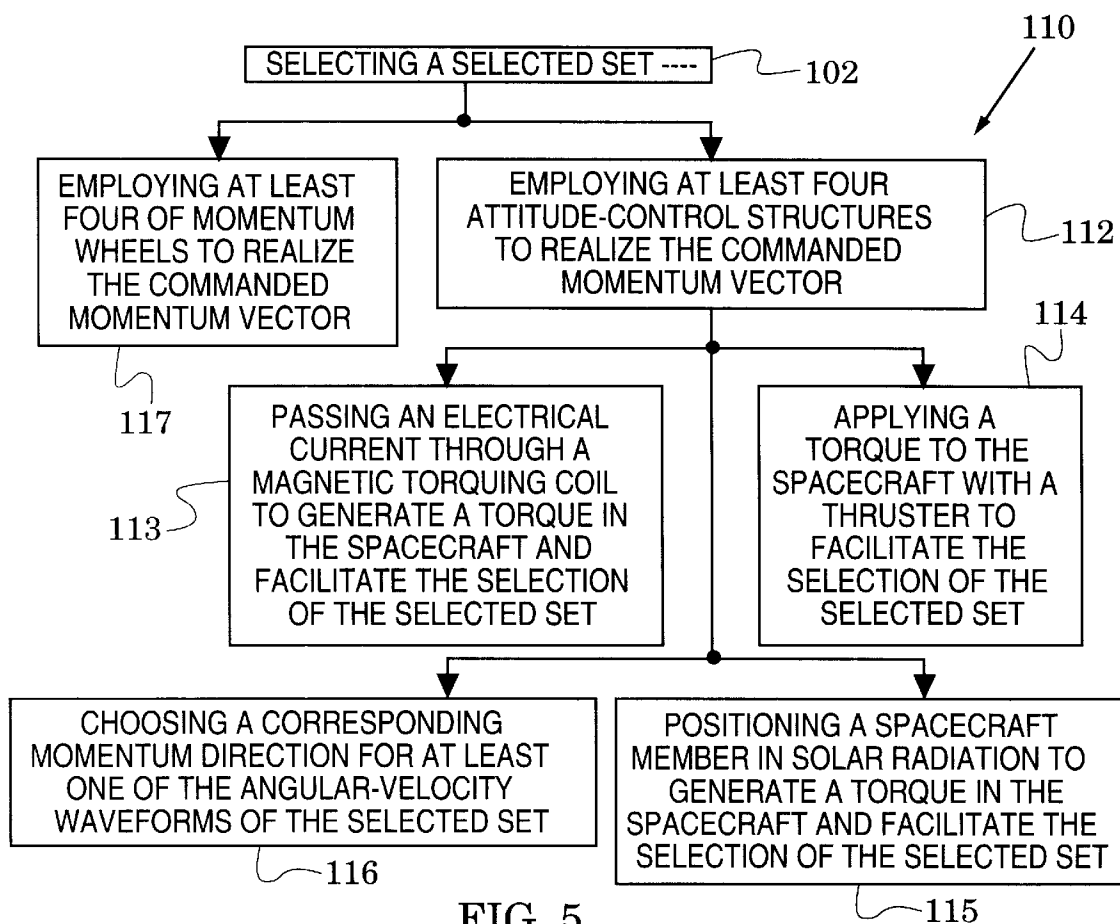 110
SELECTING A SELECTED SET ----
102
EMPLOYING AT LEAST
FOUR OF MOMENTUM
WHEELS TO REALIZE
THE COMMANDED
MOMENTUM VECTOR
117
EMPLOYING AT LEAST FOUR
ATTITUDE-CONTROL STRUCTURES
TO REALIZE THE COMMANDED
MOMENTUM VECTOR
112
PASSING AN ELECTRICAL
CURRENT THROUGH A
MAGNETIC TORQUING COIL
TO GENERATE A TORQUE IN
THE SPACECRAFT AND
FACILITATE THE SELECTION
OF THE SELECTED SET
113
114
APPLYING A
TORQUE TO THE
SPACECRAFT WITH A
THRUSTER TO
FACILITATE THE
SELECTION OF THE
SELECTED SET
CHOOSING A CORRESPONDING
MOMENTUM DIRECTION FOR AT LEAST
ONE OF THE ANGULAR-VELOCITY
WAVEFORMS OF THE SELECTED SET
116
POSITIONING A SPACECRAFT
MEMBER IN SOLAR RADIATION TO
GENERATE A TORQUE IN THE
SPACECRAFT AND FACILITATE THE
SELECTION OF THE SELECTED SET
115
FIG. 5